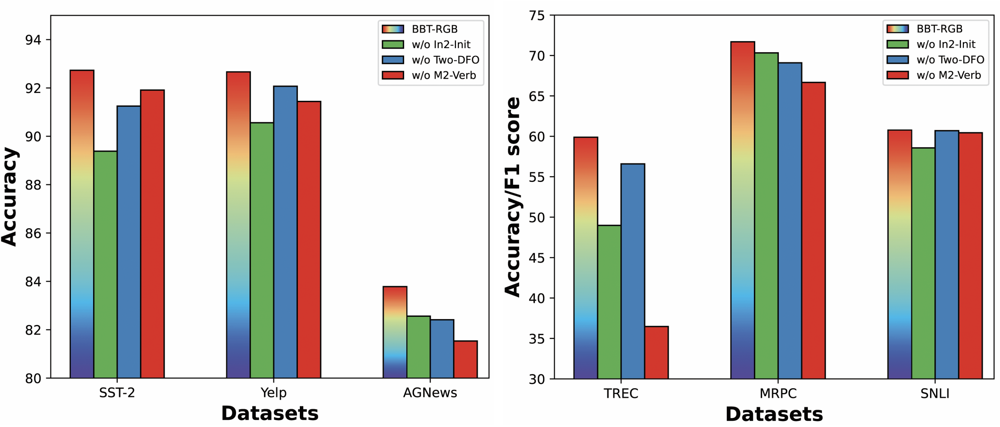 Accuracy
94
92
90
88
86
84
82
80
BBT-RGB
w/o In2-Init
w/o Two-DFO
w/o M2-Verb
SST-2 Yelp AGNews
Datasets
Accuracy/F1 score
75
70
65
60
55
50
45
40
35
30
BBT-RGB
w/o In2-Init
w/o Two-DFO
w/o M2-Verb
TREC MRPC SNLI
Datasets